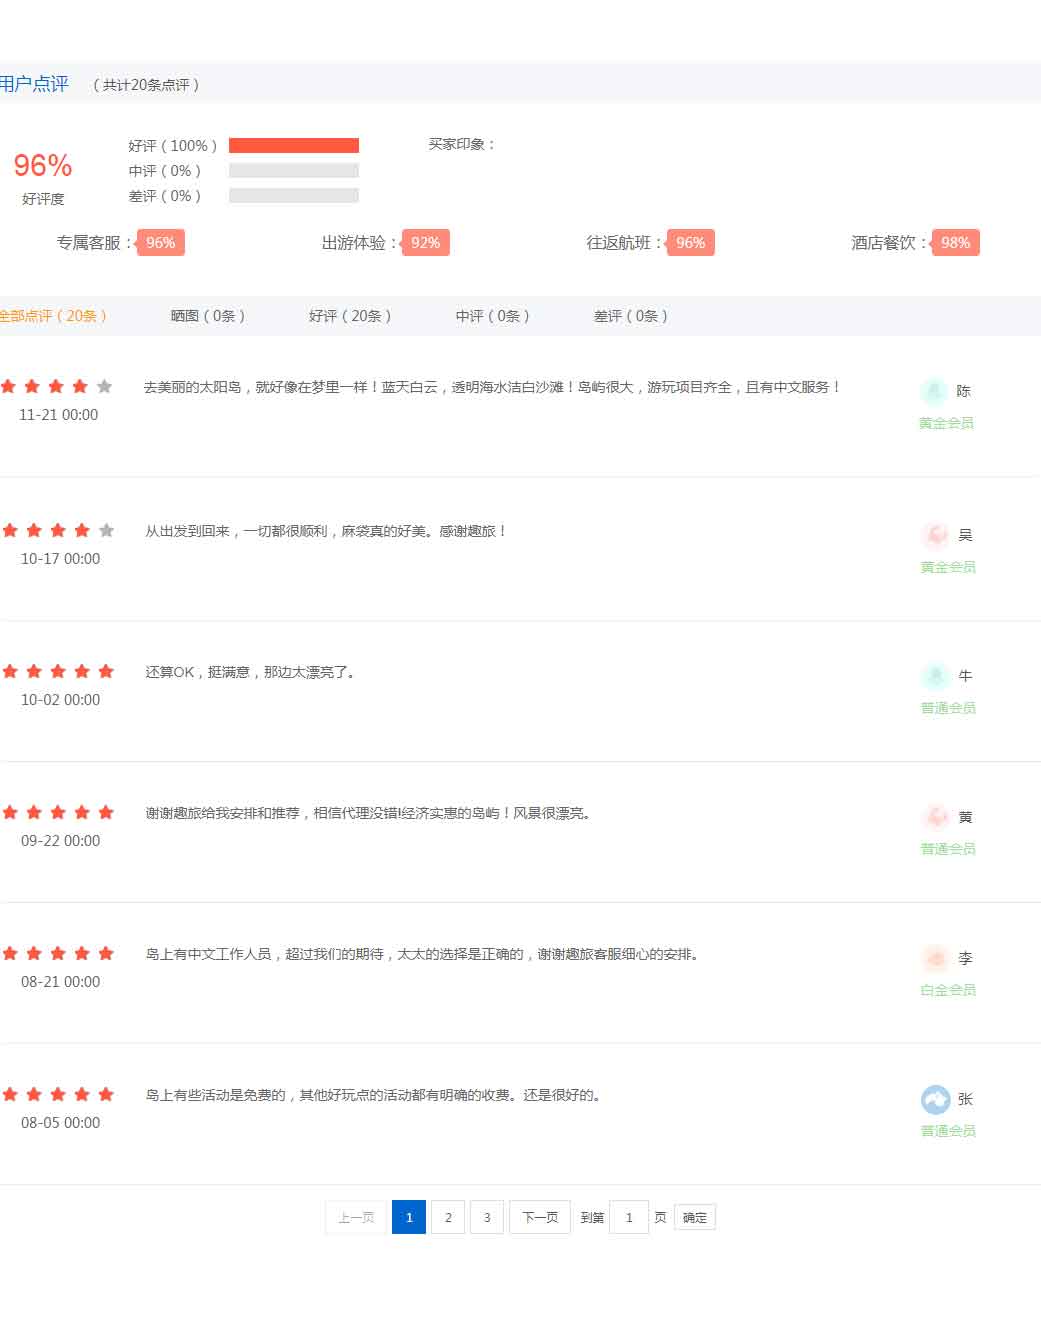 用户点评 （共计20条点评）
96%
好评度
好评（100%）
中评（0%）
差评（0%）
买家印象：
专属客服： 96% 出游体验： 92% 往返航班： 96% 酒店餐饮： 98%
全部点评（20条） 晒图（0条） 好评（20条） 中评（0条） 差评（0条）
去美丽的太阳岛，就好像在梦里一样！蓝天白云，透明海水洁白沙滩！岛屿很大，游玩项目齐全，且有中文服务！
陈
11-21 00:00
黄金会员
从出发到回来，一切都很顺利，麻袋真的好美。感谢趣旅！
吴
10-17 00:00
黄金会员
还算OK，挺满意，那边太漂亮了。
牛
10-02 00:00
普通会员
谢谢趣旅给我安排和推荐，相信代理没错!经济实惠的岛屿！风景很漂亮。
黄
09-22 00:00
普通会员
岛上有中文工作人员，超过我们的期待，太太的选择是正确的，谢谢趣旅客服细心的安排。
李
08-21 00:00
白金会员
岛上有些活动是免费的，其他好玩点的活动都有明确的收费。还是很好的。
张
08-05 00:00
普通会员
上一页 1 2 3 下一页 到第 1 页 确定